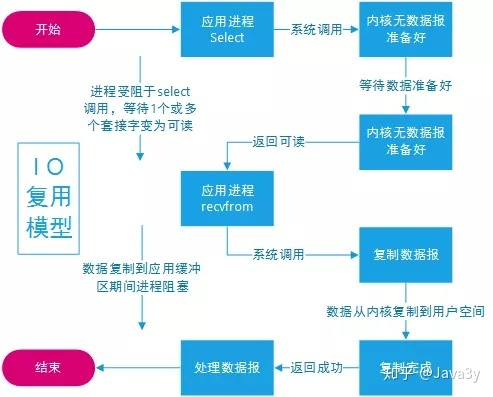 开始
应用进程
Select
系统调用
内核无数据报
准备好
等待数据准备好
进程受阻于select
调用，等待1个或多
个套接字变为可读
内核无数据报
准备好
返回可读
IO
复用
模型
应用进程
recvfrom
系统调用
复制数据报
数据复制到应用缓冲
区期间进程阻塞
数据从内核复制到用户空间
结束
处理数据报
返回成功
复制完成
知乎 @Java3y